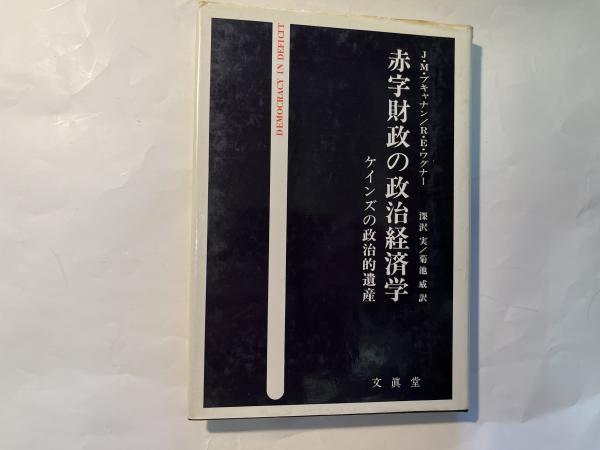 J・M・ブキャナン／R・E・ワグナー
深沢 実／菊池 威 訳
赤字財政の政治経済学
ケインズの政治的遺産
DEMOCRACY IN DEFICIT
文眞堂